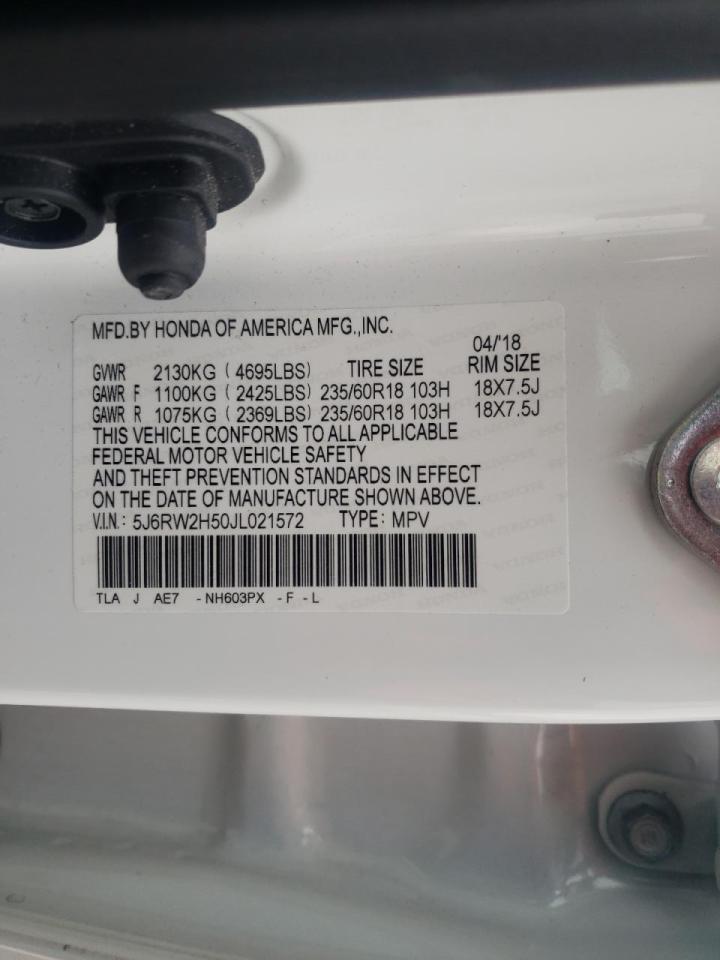 MFD.BY HONDA OF AMERICA MFG.,INC.
04/'18
GVWR 2130KG ( 4695LBS) TIRE SIZE RIM SIZE
GAWR F 1100KG ( 2425LBS) 235/60R18 103H 18X7.5J
GAWR R 1075KG ( 2369LBS) 235/60R18 103H 18X7.5J
THIS VEHICLE CONFORMS TO ALL APPLICABLE
FEDERAL MOTOR VEHICLE SAFETY
AND THEFT PREVENTION STANDARDS IN EFFECT
ON THE DATE OF MANUFACTURE SHOWN ABOVE.
V.I.N.: 5J6RW2H50JL021572 TYPE: MPV
TLA J AE7 - NH603PX - F - L